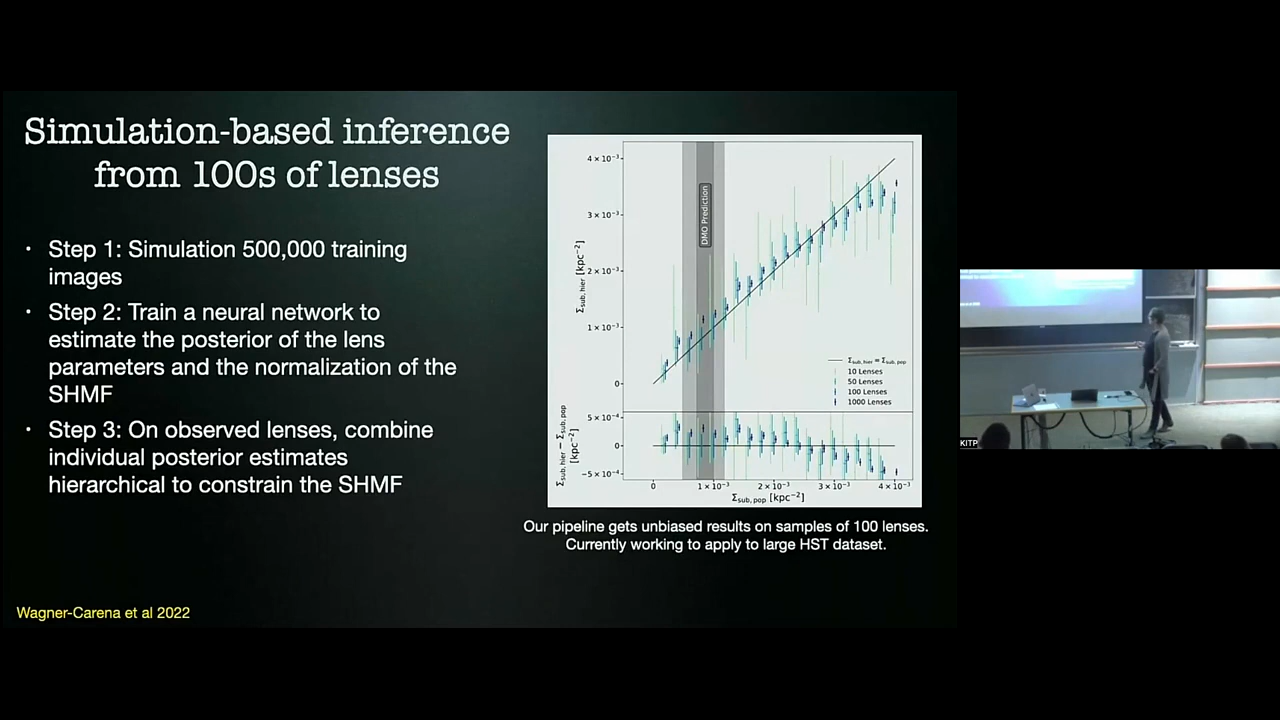 Simulation-based inference
from 100s of lenses
• Step 1: Simulation 500,000 training
images
• Step 2: Train a neural network to
estimate the posterior of the lens
parameters and the normalization of the
SHMF
• Step 3: On observed lenses, combine
individual posterior estimates
hierarchical to constrain the SHMF
Wagner-Carena et al 2022
Σsub, hier [kpc⁻²]
4 × 10⁻³
3 × 10⁻³
2 × 10⁻³
1 × 10⁻³
0
DMO Prediction
Σsub, hier = Σsub, pop
10 Lenses
50 Lenses
100 Lenses
1000 Lenses
Σsub, hier − Σsub, pop
[kpc⁻²]
5 × 10⁻⁴
0
−5 × 10⁻⁴
0 1 × 10⁻³ 2 × 10⁻³ 3 × 10⁻³ 4 × 10⁻³
Σsub, pop [kpc⁻²]
Our pipeline gets unbiased results on samples of 100 lenses.
Currently working to apply to large HST dataset.
KITP